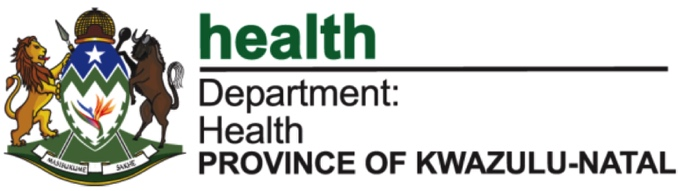 health
Department:
Health
PROVINCE OF KWAZULU-NATAL
MASISUKUME SAKHE